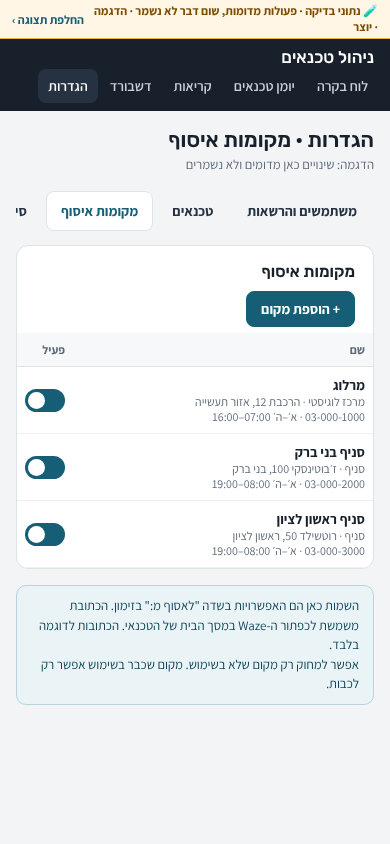 🧪 נתוני בדיקה · פעולות מדומות, שום דבר לא נשמר · הדגמה
· יוצר
החלפת תצוגה ›
ניהול טכנאים
לוח בקרה
יומן טכנאים
קריאות
דשבורד
הגדרות
הגדרות • מקומות איסוף
הדגמה: שינויים כאן מדומים ולא נשמרים
משתמשים והרשאות
טכנאים
מקומות איסוף
סי
מקומות איסוף
+ הוספת מקום
שם
פעיל
מרלוג
מרכז לוגיסטי · הרכבת 12, אזור תעשייה
03-000-1000 · א׳–ה׳ 07:00–16:00
סניף בני ברק
סניף · ז׳בוטינסקי 100, בני ברק
03-000-2000 · א׳–ה׳ 08:00–19:00
סניף ראשון לציון
סניף · רוטשילד 50, ראשון לציון
03-000-3000 · א׳–ה׳ 08:00–19:00
השמות כאן הם האפשרויות בשדה "לאסוף מ:" בזימון. הכתובת
משמשת לכפתור ה-Waze במסך הבית של הטכנאי. הכתובות לדוגמה
בלבד.
אפשר למחוק רק מקום שלא בשימוש. מקום שכבר בשימוש אפשר רק
לכבות.